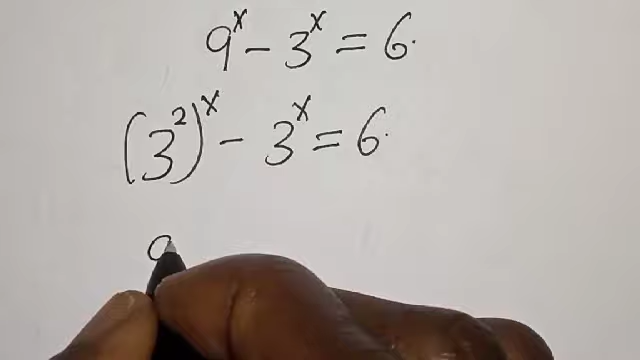 9^x - 3^x = 6.
(3^2)^x - 3^x = 6.